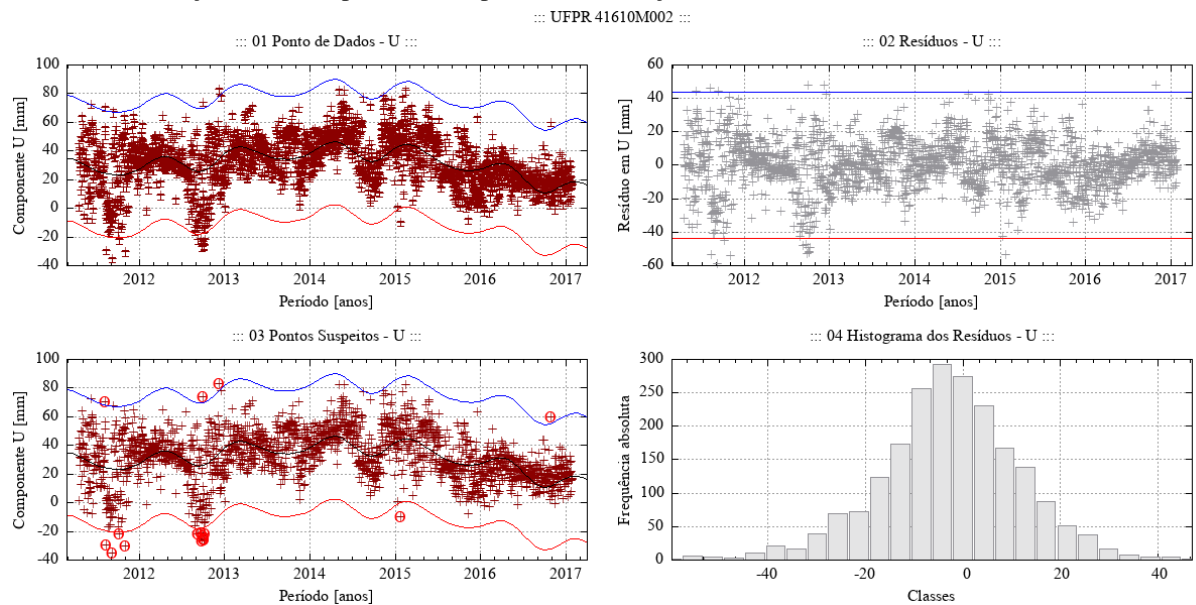 ::: UFPR 41610M002 :::
::: 01 Ponto de Dados - U :::
100
80
60
40
20
0
-20
-40
Componente U [mm]
2012 2013 2014 2015 2016 2017
Período [anos]
::: 02 Resíduos - U :::
60
40
20
0
-20
-40
-60
Resíduo em U [mm]
2012 2013 2014 2015 2016 2017
Período [anos]
::: 03 Pontos Suspeitos - U :::
100
80
60
40
20
0
-20
-40
Componente U [mm]
2012 2013 2014 2015 2016 2017
Período [anos]
::: 04 Histograma dos Resíduos - U :::
300
250
200
150
100
50
0
Frequência absoluta
-40 -20 0 20 40
Classes